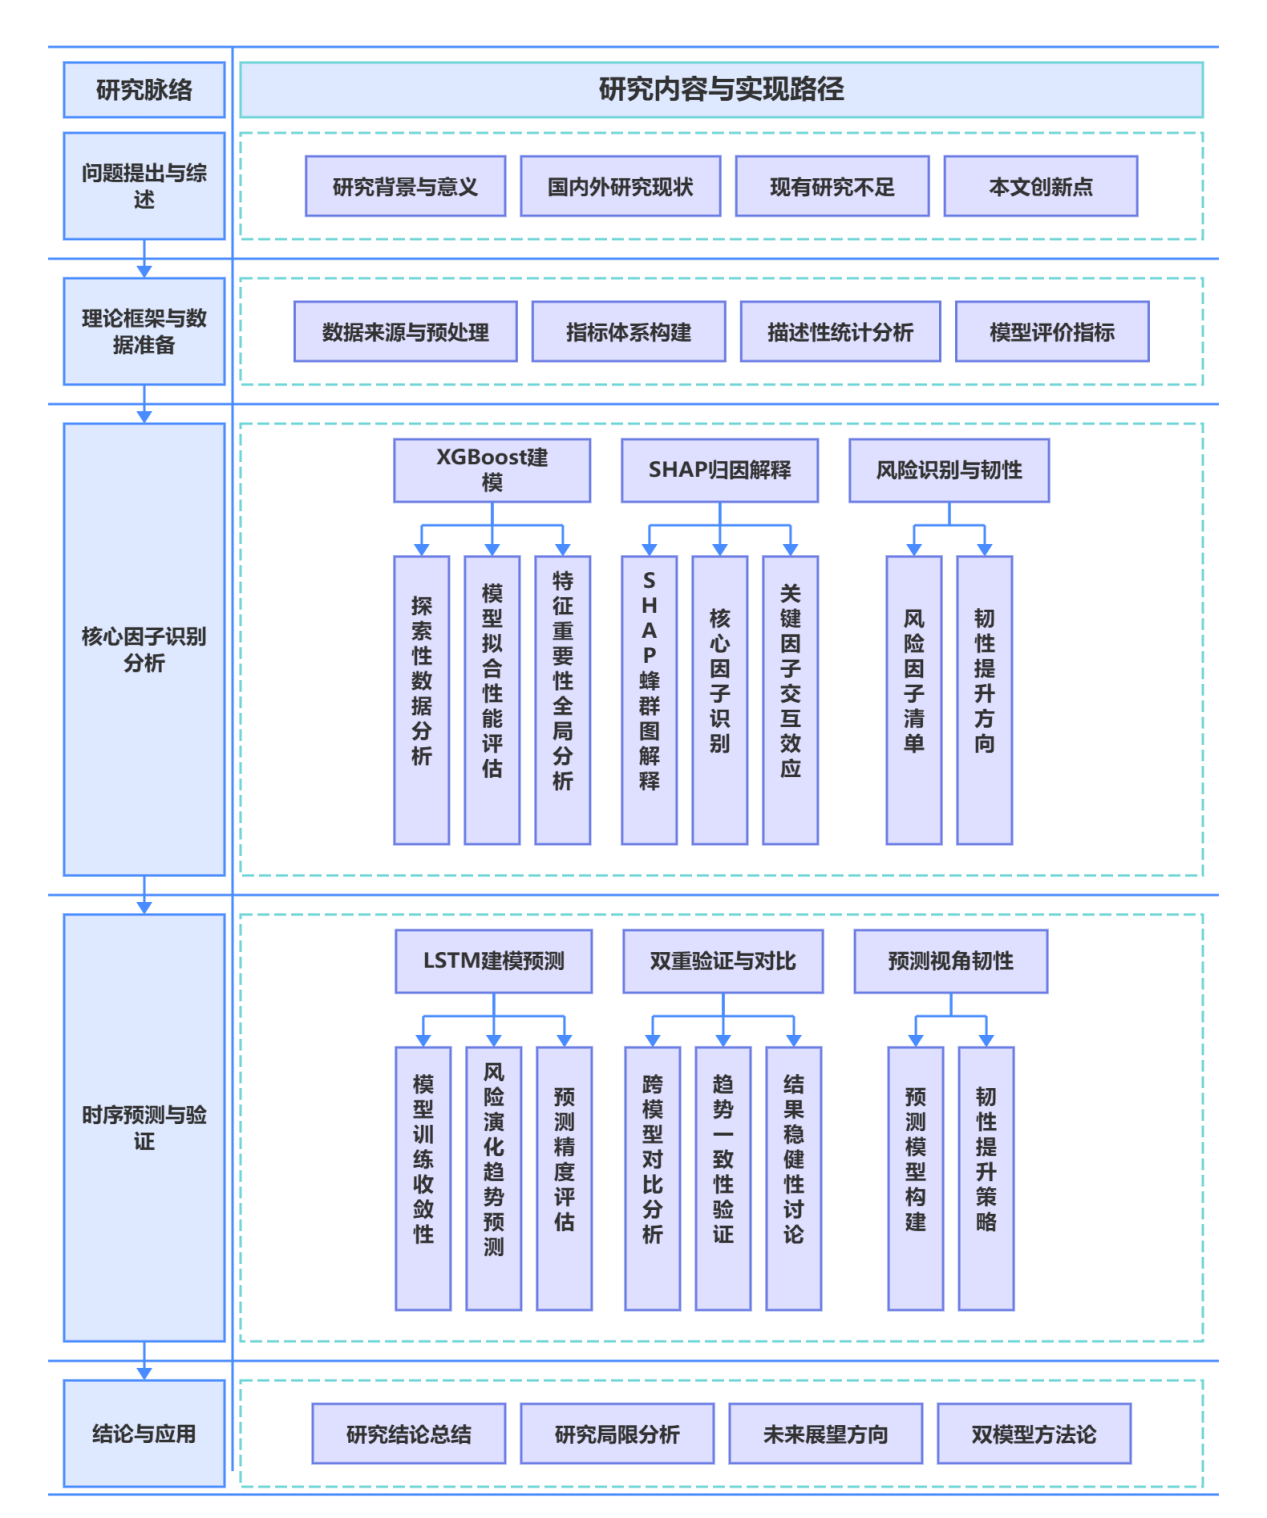 研究脉络
研究内容与实现路径
问题提出与综
述
研究背景与意义
国内外研究现状
现有研究不足
本文创新点
理论框架与数
据准备
数据来源与预处理
指标体系构建
描述性统计分析
模型评价指标
核心因子识别
分析
XGBoost建
模
SHAP归因解释
风险识别与韧性
探索性数据分析
模型拟合性能评估
特征重要性全局分析
SHAP蜂群图解释
核心因子识别
关键因子交互效应
风险因子清单
韧性提升方向
时序预测与验
证
LSTM建模预测
双重验证与对比
预测视角韧性
模型训练收敛性
风险演化趋势预测
预测精度评估
跨模型对比分析
趋势一致性验证
结果稳健性讨论
预测模型构建
韧性提升策略
结论与应用
研究结论总结
研究局限分析
未来展望方向
双模型方法论